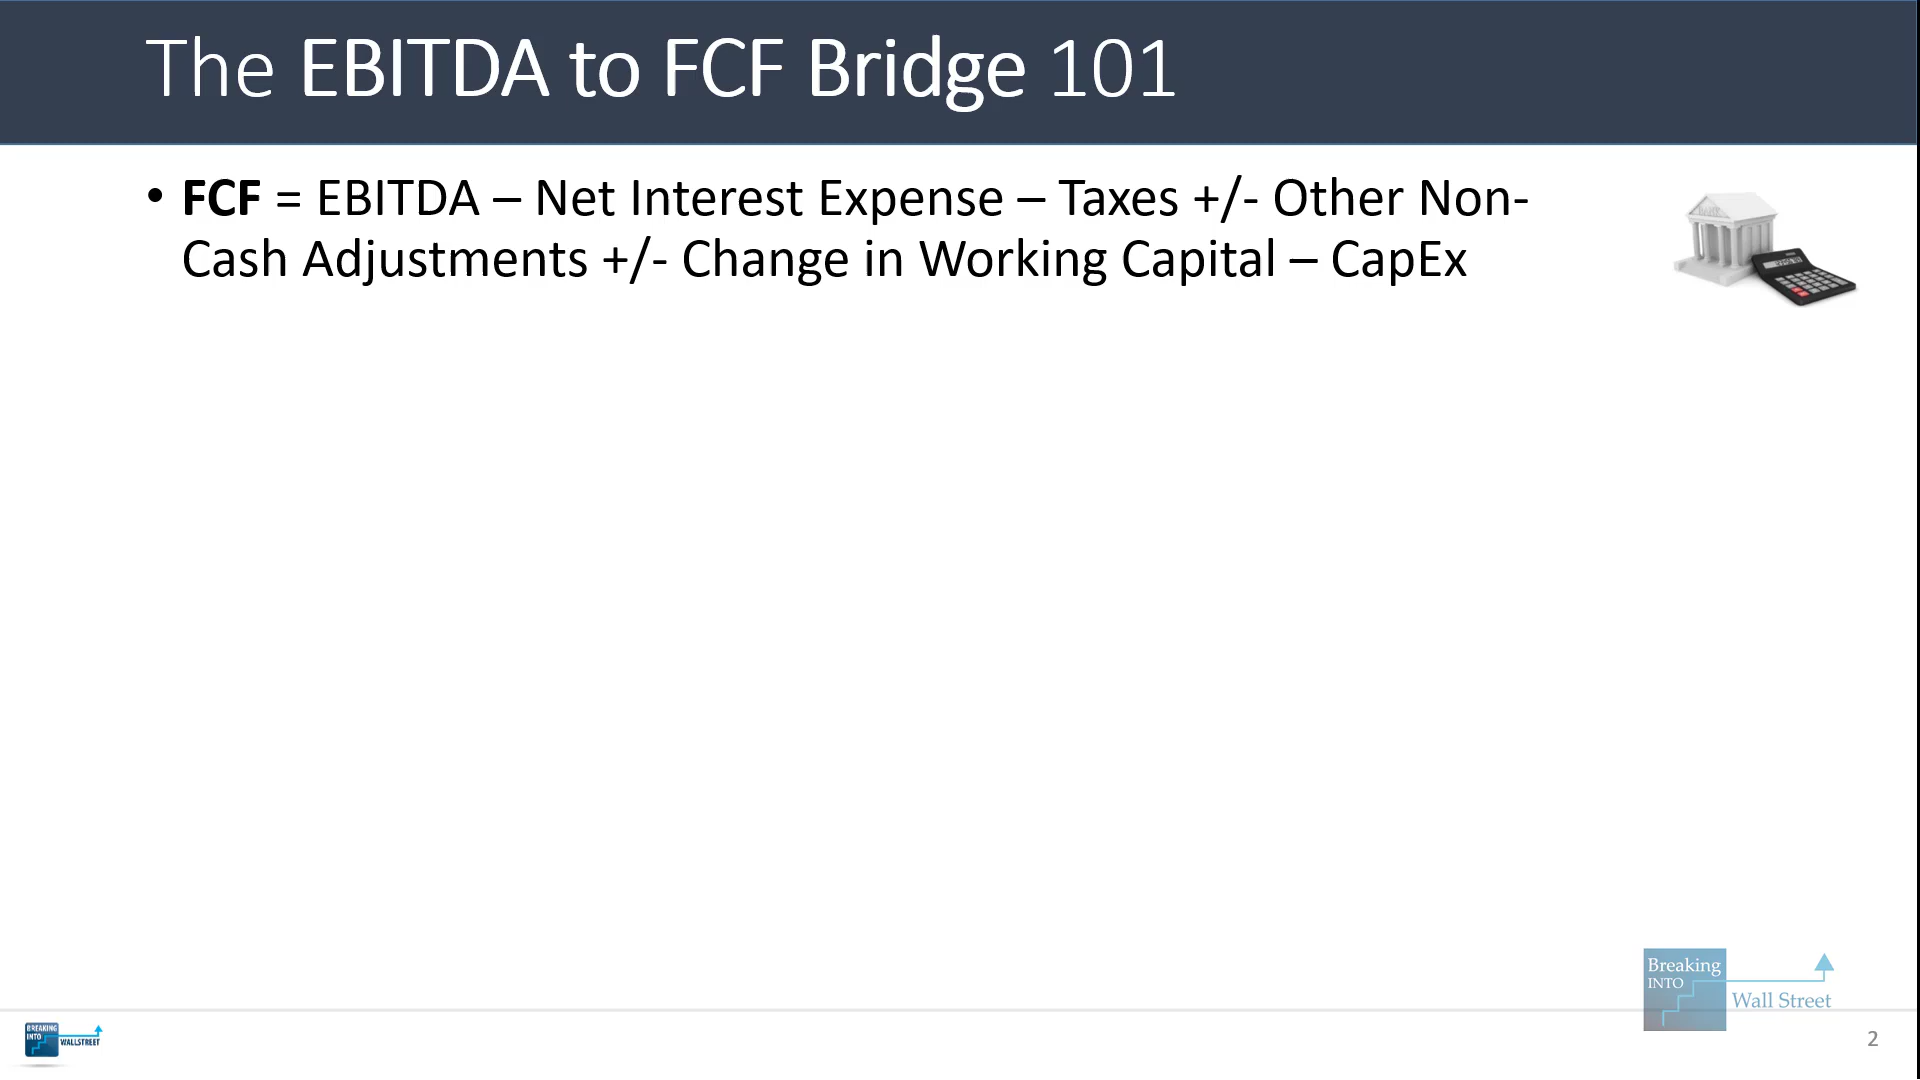 The EBITDA to FCF Bridge 101
• FCF = EBITDA – Net Interest Expense – Taxes +/- Other Non-
Cash Adjustments +/- Change in Working Capital – CapEx
BANK
Breaking
INTO
Wall Street
BREAKING
INTO
WALLSTREET
2